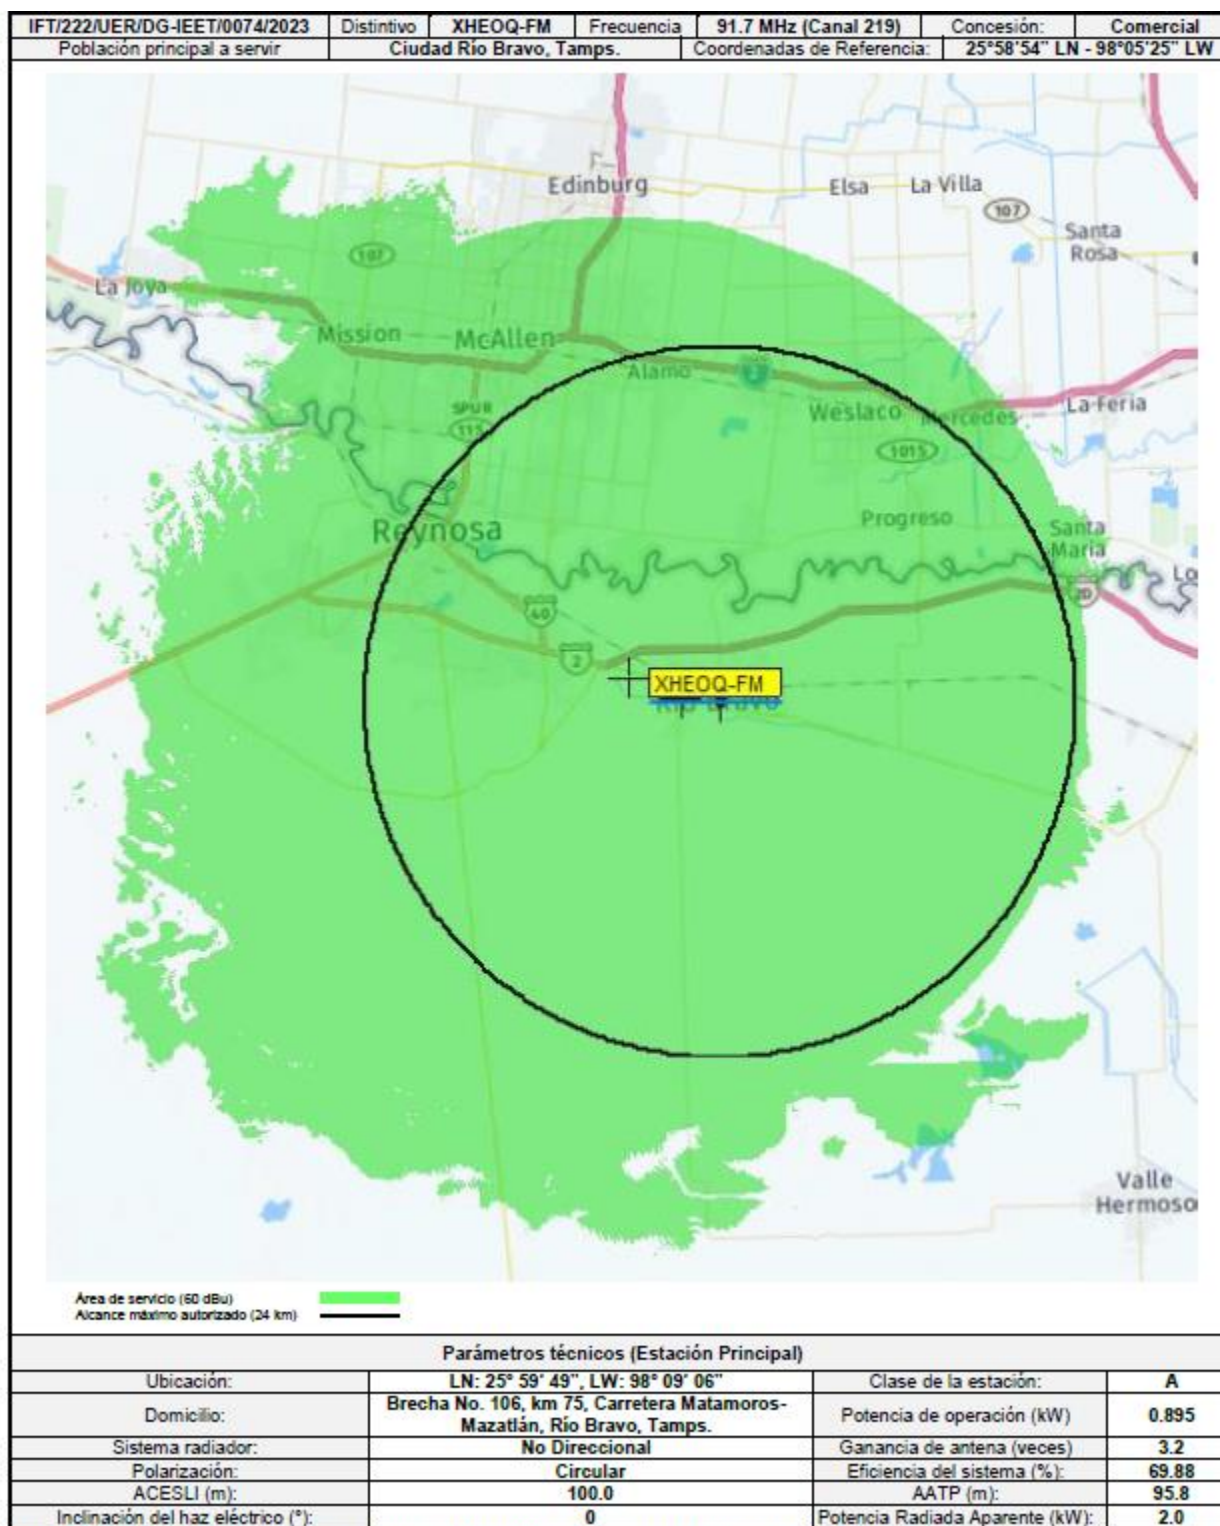 IFT/222/UER/DG-IEET/0074/2023 Distintivo XHEOQ-FM Frecuencia 91.7 MHz (Canal 219) Concesión: Comercial
Población principal a servir Ciudad Río Bravo, Tamps. Coordenadas de Referencia: 25°58'54" LN - 98°05'25" LW
Edinburg
Elsa
La Villa
107
Santa
Rosa
107
La Joya
Mission
McAllen
Alamo
La Feria
Weslaco
Mercedes
SPUR
115
1015
Progreso
Reynosa
Santa
Maria
Lo
40
2
XHEOQ-FM
Río Bravo
Valle
Hermoso
Área de servicio (60 dBu)
Alcance máximo autorizado (24 km)
Parámetros técnicos (Estación Principal)
Ubicación: LN: 25° 59' 49", LW: 98° 09' 06" Clase de la estación: A
Domicilio: Brecha No. 106, km 75, Carretera Matamoros-
Mazatlán, Río Bravo, Tamps. Potencia de operación (kW) 0.895
Sistema radiador: No Direccional Ganancia de antena (veces) 3.2
Polarización: Circular Eficiencia del sistema (%): 69.88
ACESLI (m): 100.0 AATP (m): 95.8
Inclinación del haz eléctrico (°): 0 Potencia Radiada Aparente (kW): 2.0